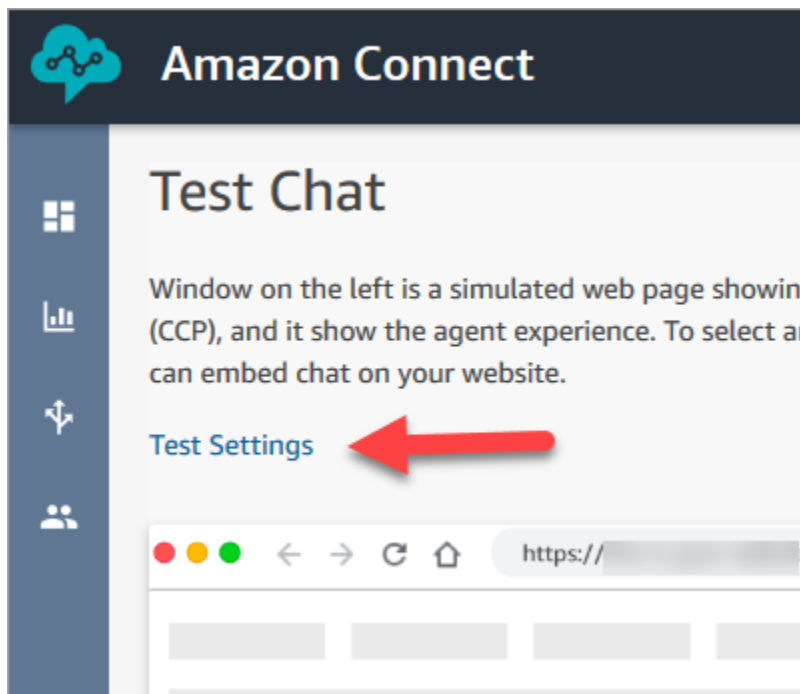 Amazon Connect
Test Chat
Window on the left is a simulated web page showin
(CCP), and it show the agent experience. To select a
can embed chat on your website.
Test Settings
https://